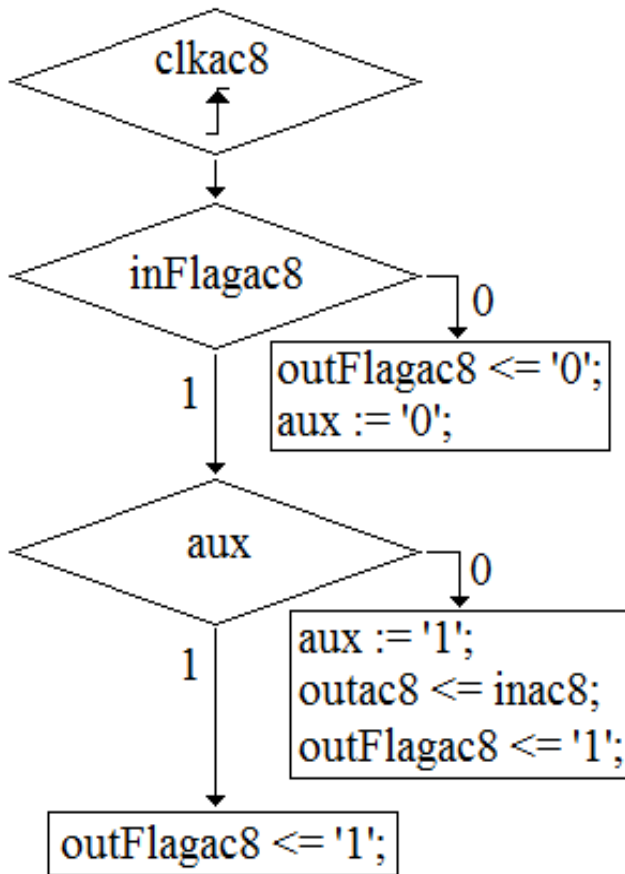 clkac8
inFlagac8
0
outFlagac8 <= '0';
aux := '0';
1
aux
0
aux := '1';
outac8 <= inac8;
outFlagac8 <= '1';
1
outFlagac8 <= '1';